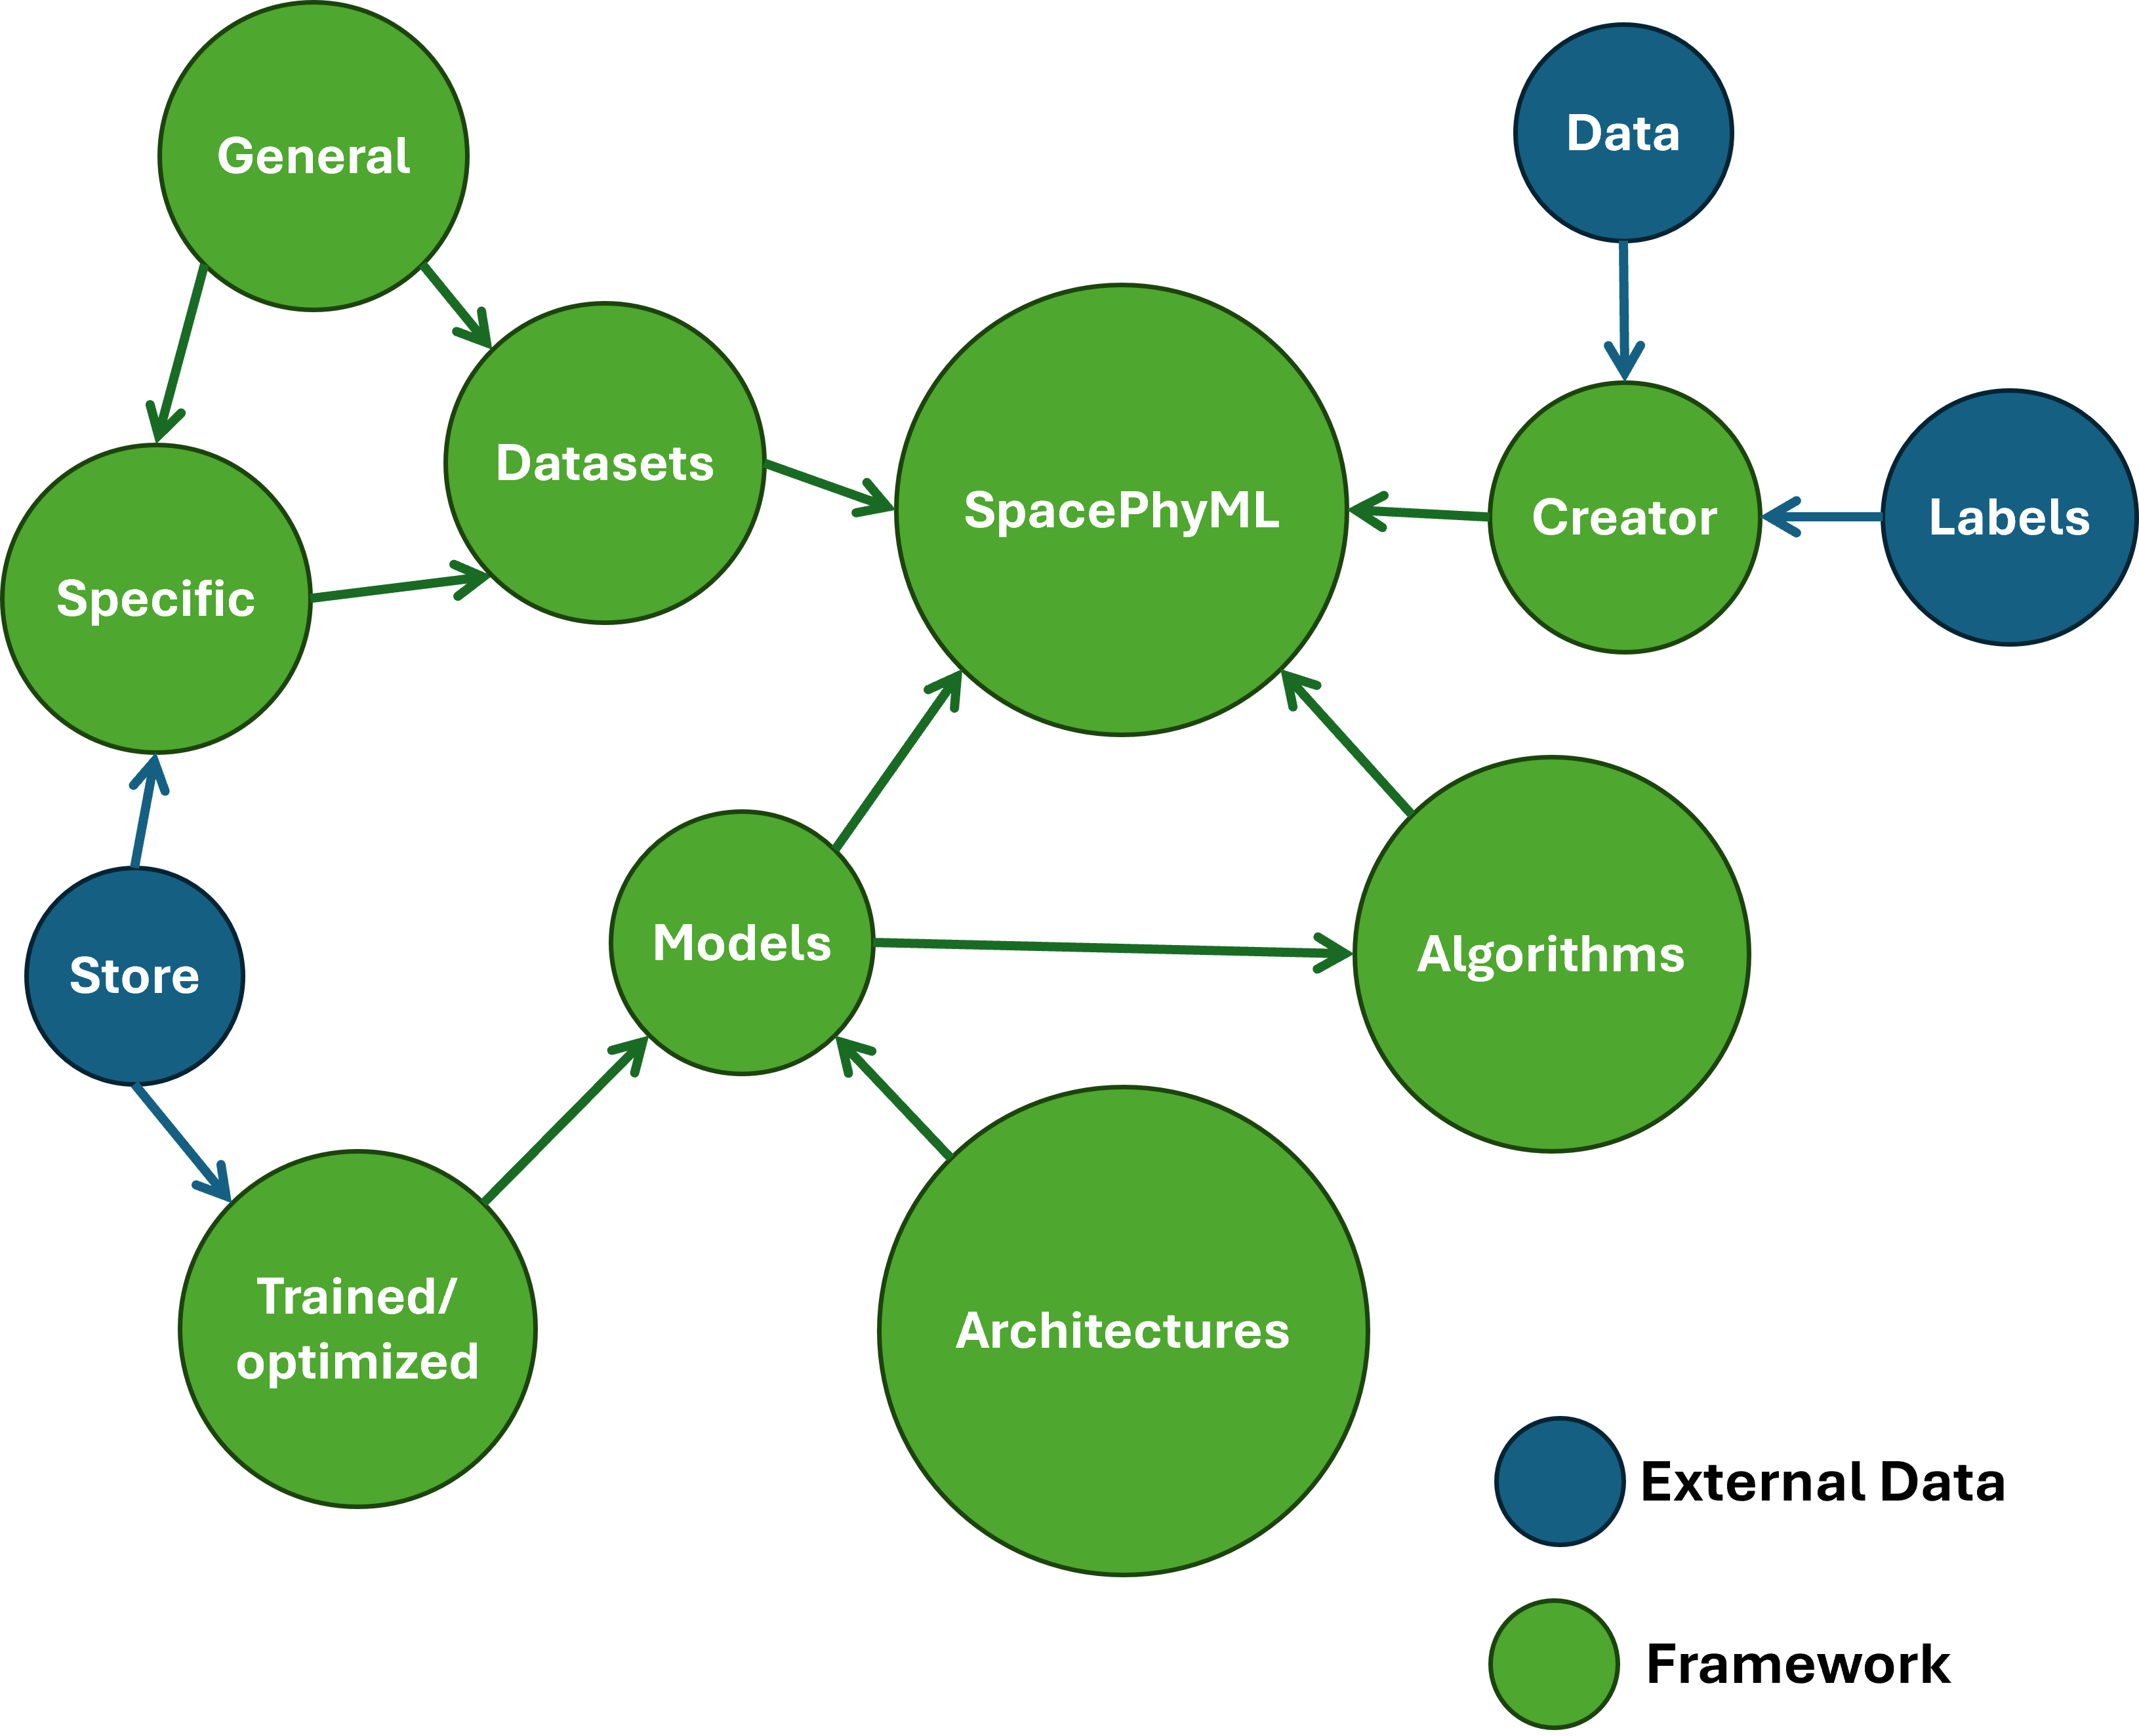 General
Data
Datasets
SpacePhyML
Creator
Labels
Specific
Models
Algorithms
Store
Trained/
optimized
Architectures
External Data
Framework